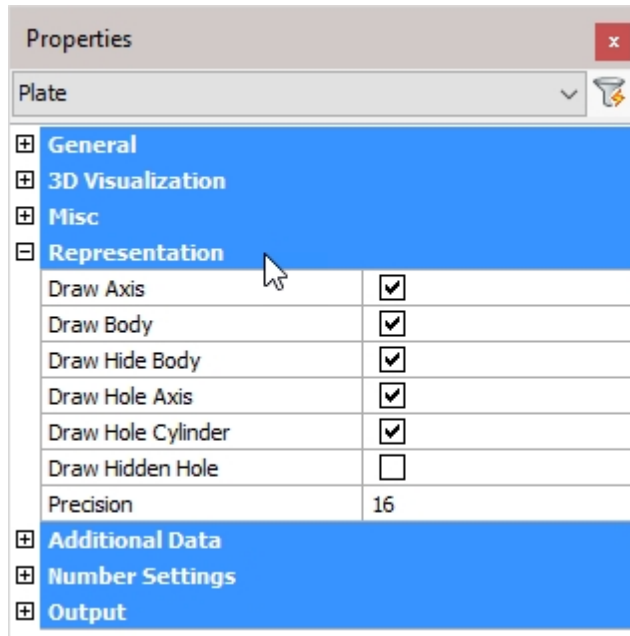 Properties
x
Plate
General
3D Visualization
Misc
Representation
Draw Axis
Draw Body
Draw Hide Body
Draw Hole Axis
Draw Hole Cylinder
Draw Hidden Hole
Precision 16
Additional Data
Number Settings
Output